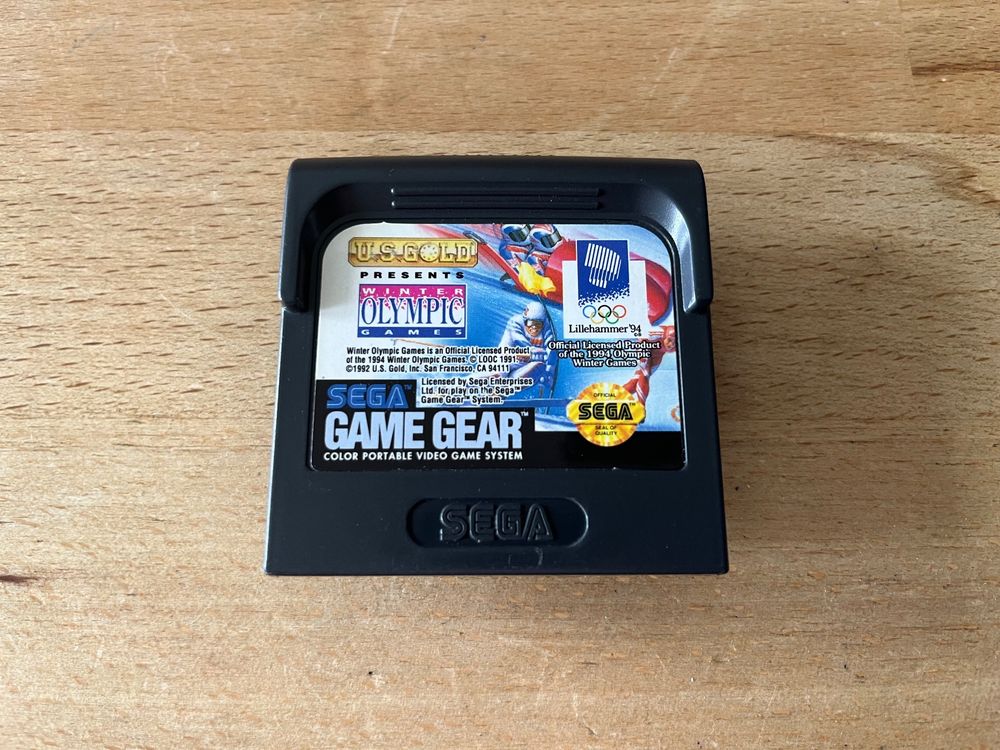 U.S. GOLD
PRESENTS
WINTER
OLYMPIC
GAMES
Winter Olympic Games is an Official Licensed Product
of the 1994 Winter Olympic Games. © LOOC 1991.
©1992 U.S. Gold, Inc. San Francisco, CA 94111
Lillehammer '94
Official Licensed Product
of the 1994 Olympic
Winter Games
SEGA™
Licensed by Sega Enterprises
Ltd. for play on the Sega™
Game Gear™ System.
GAME GEAR™
COLOR PORTABLE VIDEO GAME SYSTEM
OFFICIAL
SEGA™
SEAL OF
QUALITY
SEGA